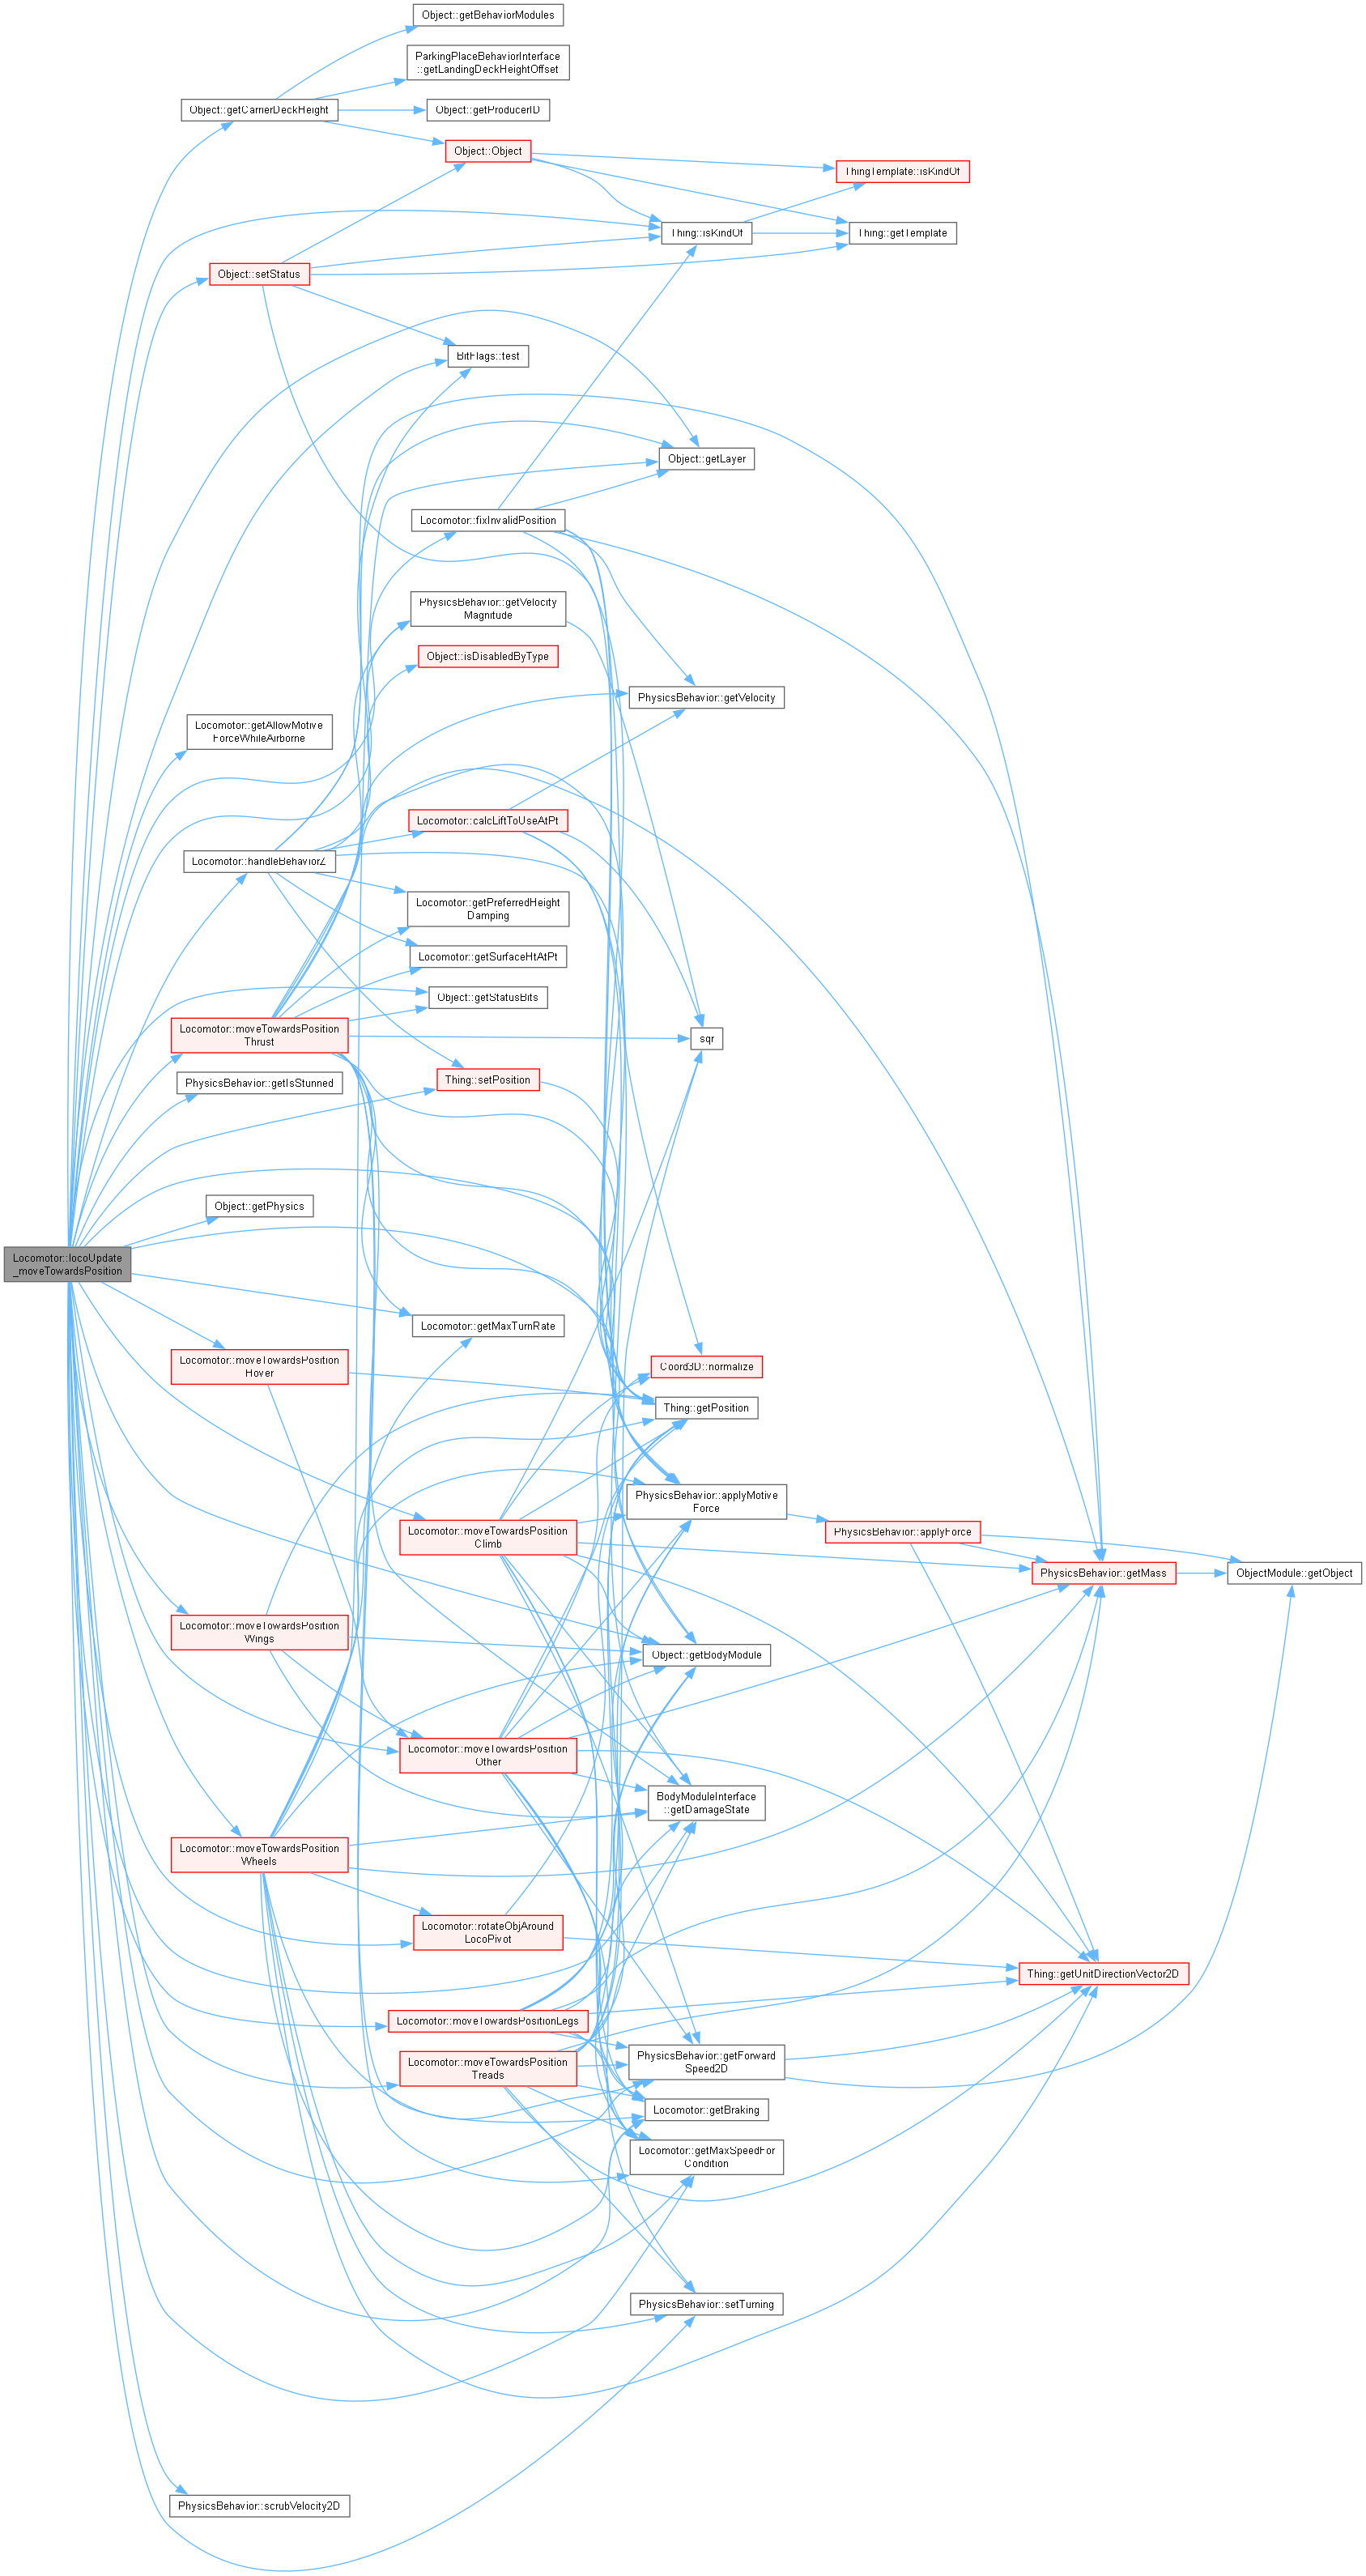 Object::getBehaviorModules
ParkingPlaceBehaviorInterface
::getLandingDeckHeightOffset
Object::getCarrierDeckHeight
Object::getProducerID
Object::Object
ThingTemplate::isKindOf
Thing::isKindOf
Thing::getTemplate
Object::setStatus
BitFlags::test
Object::getLayer
Locomotor::fixInvalidPosition
PhysicsBehavior::getVelocity
Magnitude
Object::isDisabledByType
PhysicsBehavior::getVelocity
Locomotor::getAllowMotive
ForceWhileAirborne
Locomotor::calcLiftToUseAtPt
Locomotor::handleBehaviorZ
Locomotor::getPreferredHeight
Damping
Locomotor::getSurfaceHtAtPt
Object::getStatusBits
Locomotor::moveTowardsPosition
Thrust
sqr
PhysicsBehavior::getIsStunned
Thing::setPosition
Object::getPhysics
Locomotor::locoUpdate
_moveTowardsPosition
Locomotor::getMaxTurnRate
Locomotor::moveTowardsPosition
Hover
Coord3D::normalize
Thing::getPosition
PhysicsBehavior::applyMotive
Force
Locomotor::moveTowardsPosition
Climb
PhysicsBehavior::applyForce
PhysicsBehavior::getMass
ObjectModule::getObject
Locomotor::moveTowardsPosition
Wings
Object::getBodyModule
Locomotor::moveTowardsPosition
Other
BodyModuleInterface
::getDamageState
Locomotor::moveTowardsPosition
Wheels
Locomotor::rotateObjAround
LocoPivot
Thing::getUnitDirectionVector2D
Locomotor::moveTowardsPositionLegs
PhysicsBehavior::getForward
Speed2D
Locomotor::moveTowardsPosition
Treads
Locomotor::getBraking
Locomotor::getMaxSpeedFor
Condition
PhysicsBehavior::setTurning
PhysicsBehavior::scrubVelocity2D